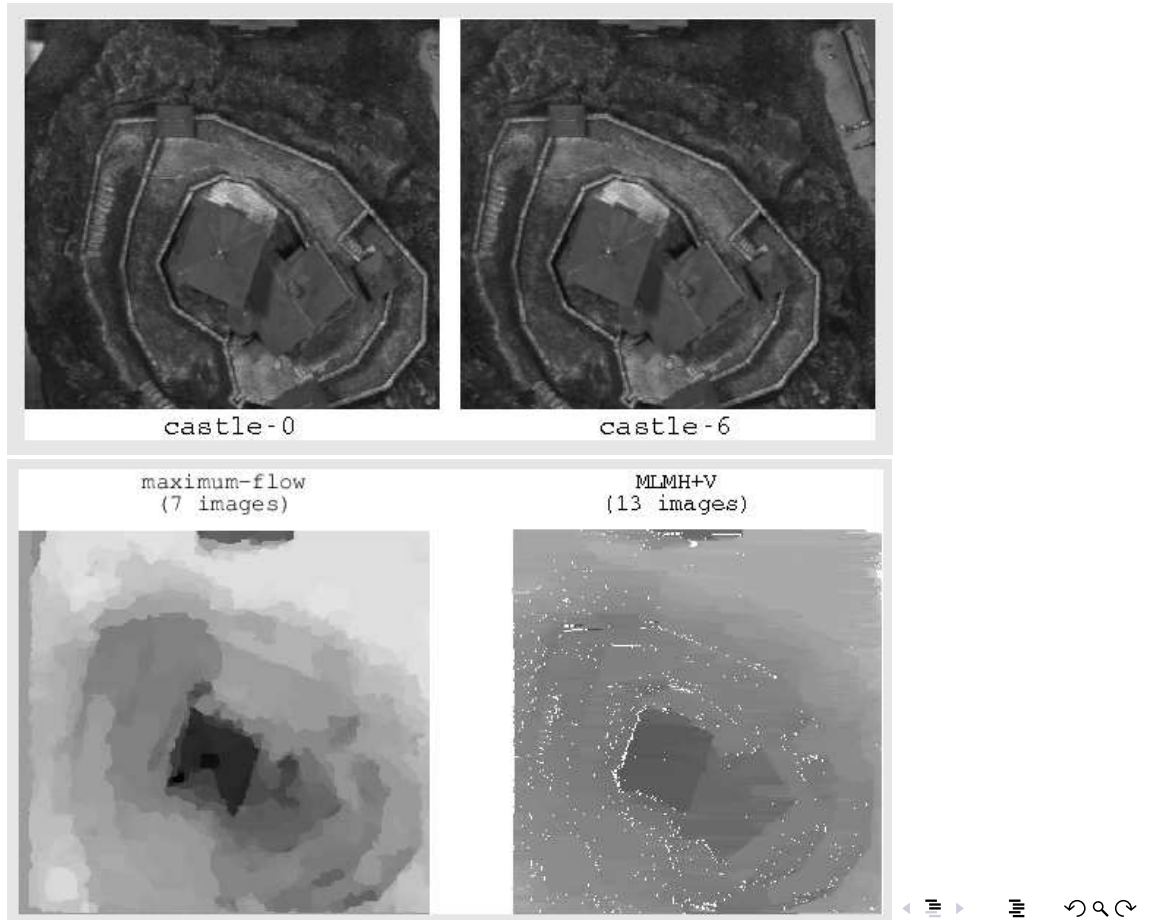 castle-0
castle-6
maximum-flow
(7 images)
MLMH+V
(13 images)